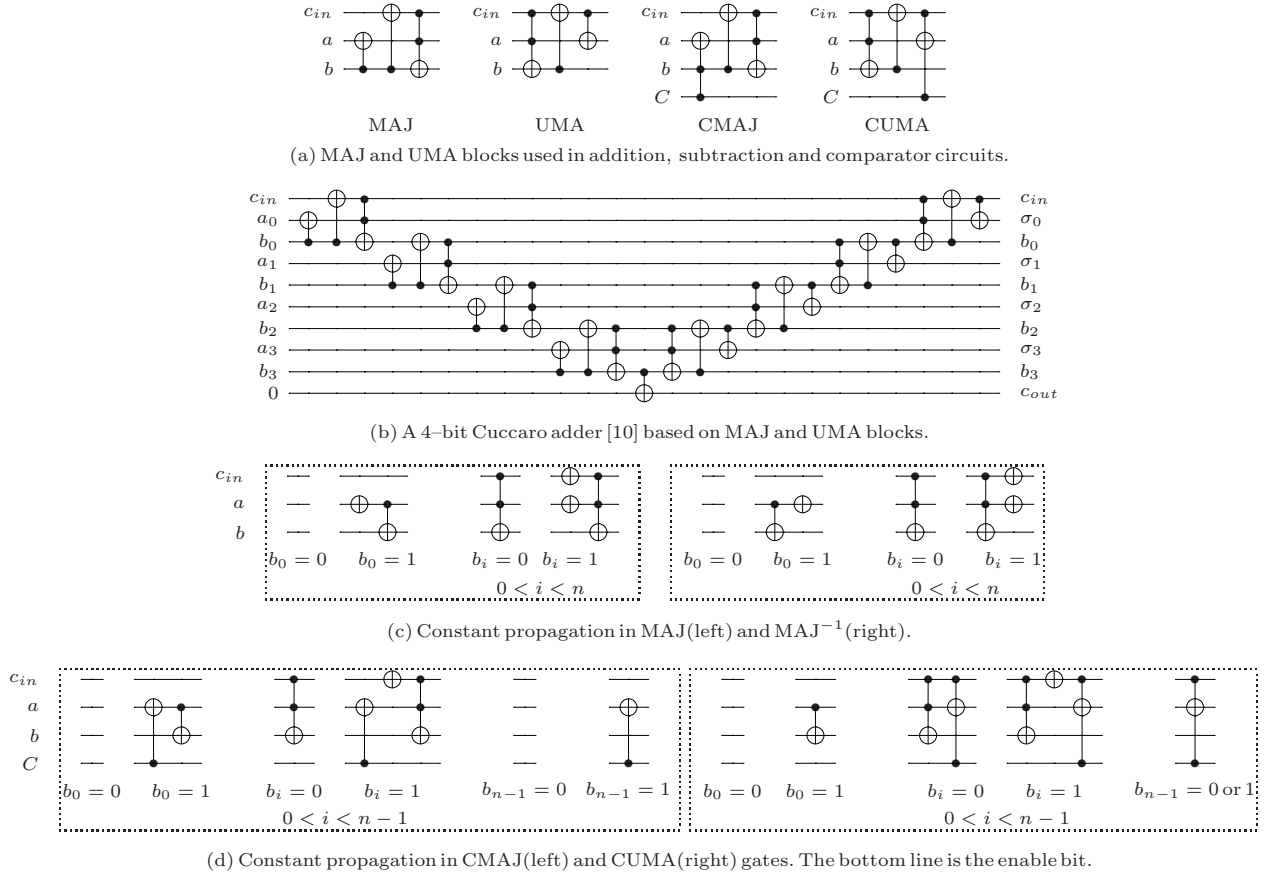 c_in c_in c_in c_in
a a a a
b b b b
C C
MAJ UMA CMAJ CUMA
(a) MAJ and UMA blocks used in addition, subtraction and comparator circuits.
c_in c_in
a_0 σ_0
b_0 b_0
a_1 σ_1
b_1 b_1
a_2 σ_2
b_2 b_2
a_3 σ_3
b_3 b_3
0 c_out
(b) A 4–bit Cuccaro adder [10] based on MAJ and UMA blocks.
c_in
a
b
b_0 = 0 b_0 = 1 b_i = 0 b_i = 1 b_0 = 0 b_0 = 1 b_i = 0 b_i = 1
0 < i < n 0 < i < n
(c) Constant propagation in MAJ(left) and MAJ^{−1}(right).
c_in
a
b
C
b_0 = 0 b_0 = 1 b_i = 0 b_i = 1 b_{n−1} = 0 b_{n−1} = 1 b_0 = 0 b_0 = 1 b_i = 0 b_i = 1 b_{n−1} = 0 or 1
0 < i < n − 1 0 < i < n − 1
(d) Constant propagation in CMAJ(left) and CUMA(right) gates. The bottom line is the enable bit.